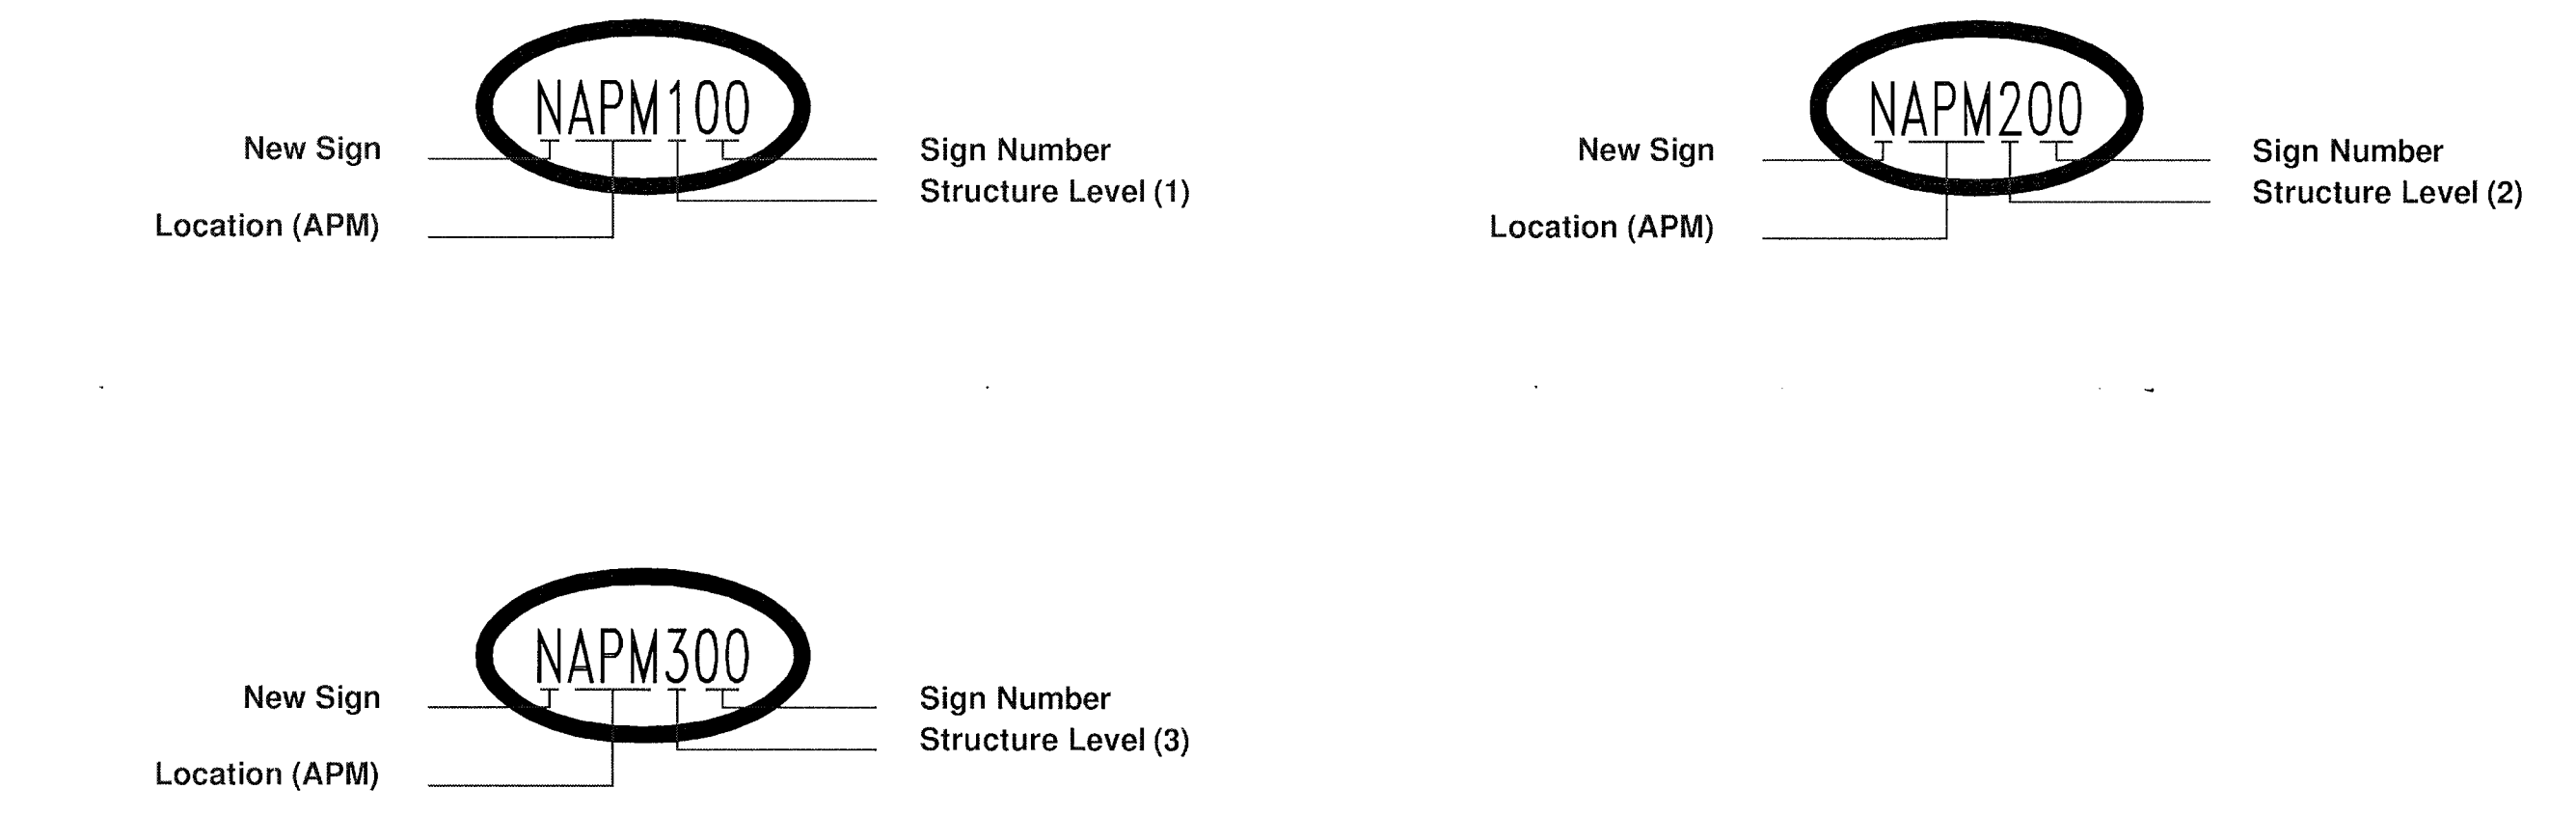 NAPM100
New Sign
Sign Number
Structure Level (1)
Location (APM)
NAPM200
New Sign
Sign Number
Structure Level (2)
Location (APM)
NAPM300
New Sign
Sign Number
Structure Level (3)
Location (APM)